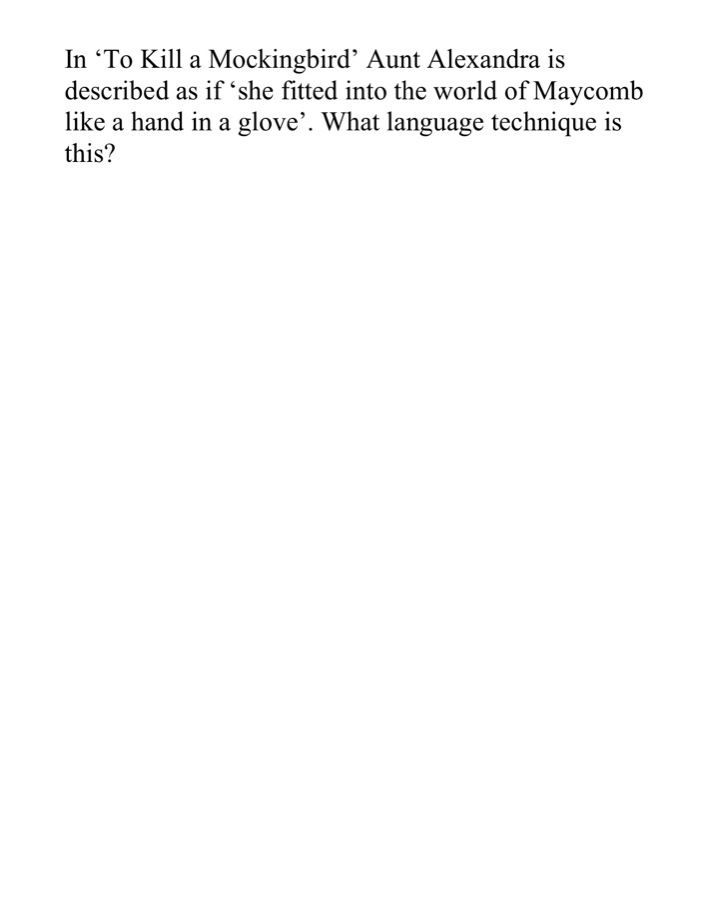 In ‘To Kill a Mockingbird’ Aunt Alexandra is
described as if ‘she fitted into the world of Maycomb
like a hand in a glove’. What language technique is
this?